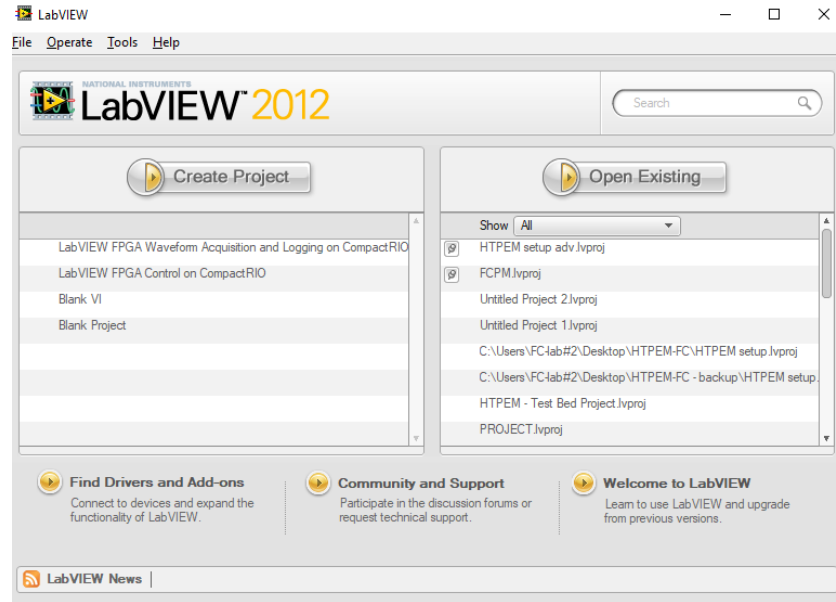 LabVIEW
File Operate Tools Help
NATIONAL INSTRUMENTS
LabVIEW™ 2012
Search
Create Project
LabVIEW FPGA Waveform Acquisition and Logging on CompactRIO
LabVIEW FPGA Control on CompactRIO
Blank VI
Blank Project
Open Existing
Show All
HTPEM setup adv.lvproj
FCPM.lvproj
Untitled Project 2.lvproj
Untitled Project 1.lvproj
C:\Users\FC-lab#2\Desktop\HTPEM-FC\HTPEM setup.lvproj
C:\Users\FC-lab#2\Desktop\HTPEM-FC - backup\HTPEM setup.
HTPEM - Test Bed Project.lvproj
PROJECT.lvproj
Find Drivers and Add-ons
Connect to devices and expand the
functionality of LabVIEW.
Community and Support
Participate in the discussion forums or
request technical support.
Welcome to LabVIEW
Learn to use LabVIEW and upgrade
from previous versions.
LabVIEW News